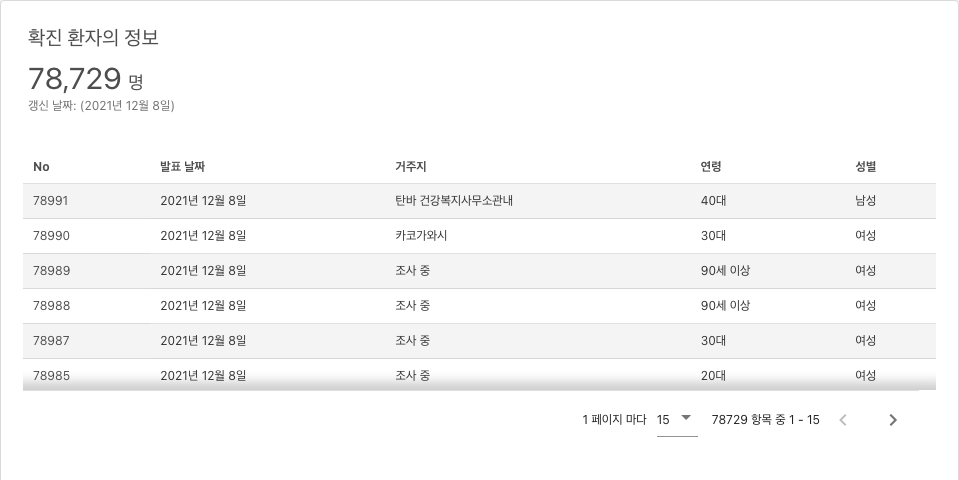 확진 환자의 정보
78,729 명
갱신 날짜: (2021년 12월 8일)
No 발표 날짜 거주지 연령 성별
78991 2021년 12월 8일 탄바 건강복지사무소관내 40대 남성
78990 2021년 12월 8일 카코가와시 30대 여성
78989 2021년 12월 8일 조사 중 90세 이상 여성
78988 2021년 12월 8일 조사 중 90세 이상 여성
78987 2021년 12월 8일 조사 중 30대 여성
78985 2021년 12월 8일 조사 중 20대 여성
1 페이지 마다 15 78729 항목 중 1 - 15